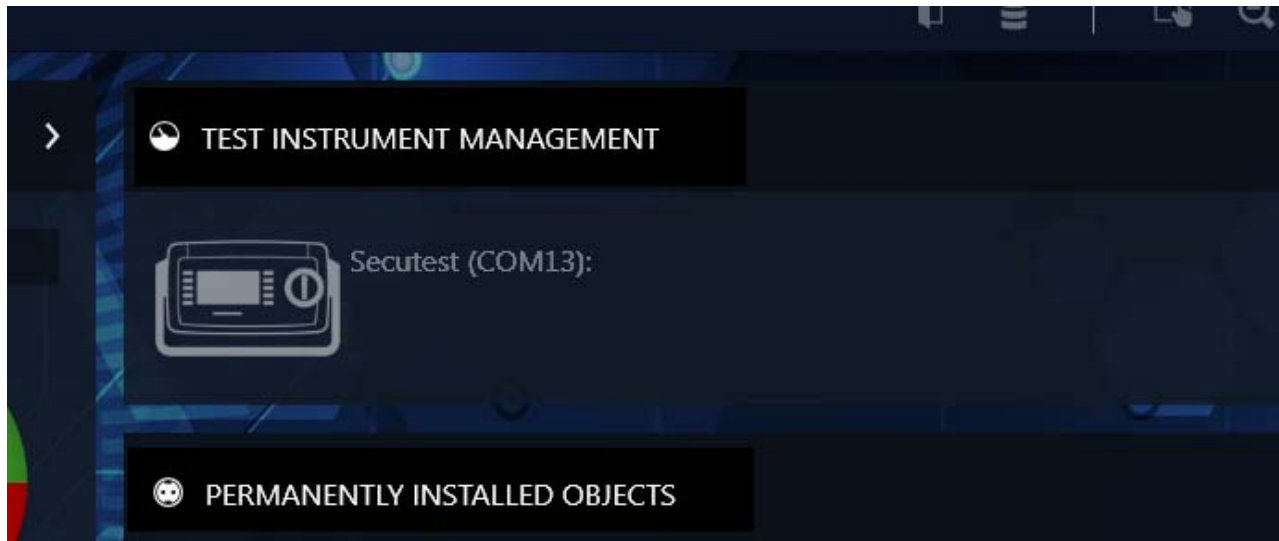 TEST INSTRUMENT MANAGEMENT
Secutest (COM13):
PERMANENTLY INSTALLED OBJECTS